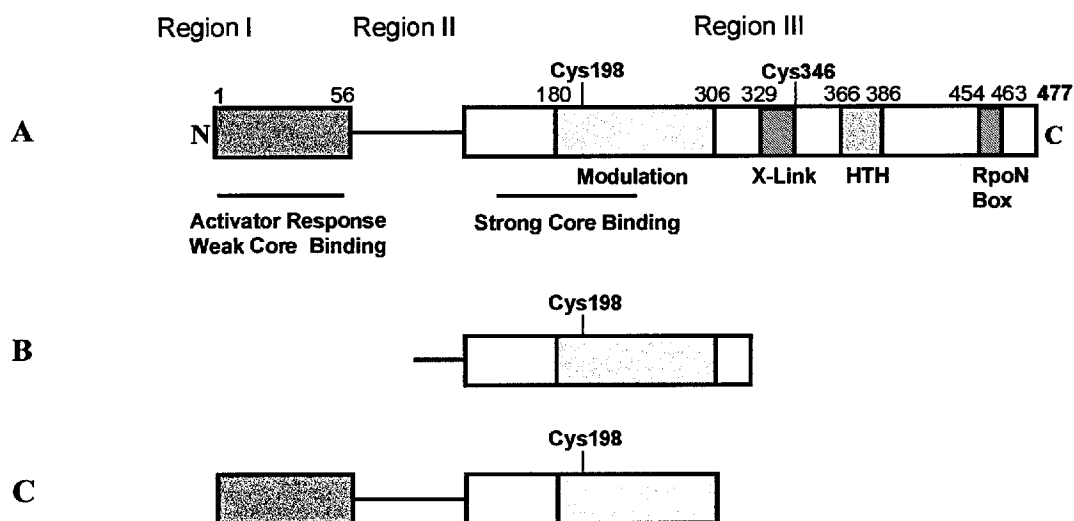 Region I Region II Region III
Cys198 Cys346
1 56 180 306 329 366 386 454 463 477
A N C
Modulation X-Link HTH RpoN
Box
Activator Response Strong Core Binding
Weak Core Binding
Cys198
B
Cys198
C